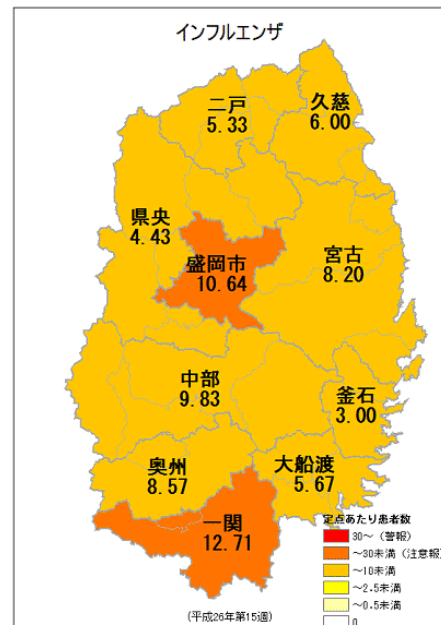 インフルエンザ
二戸
5.33
久慈
6.00
県央
4.43
盛岡市
10.64
宮古
8.20
中部
9.83
釜石
3.00
奥州
8.57
大船渡
5.67
一関
12.71
定点あたり患者数
30～（警報）
～30未満（注意報）
～10未満
～2.5未満
～0.5未満
0
(平成26年第15週)